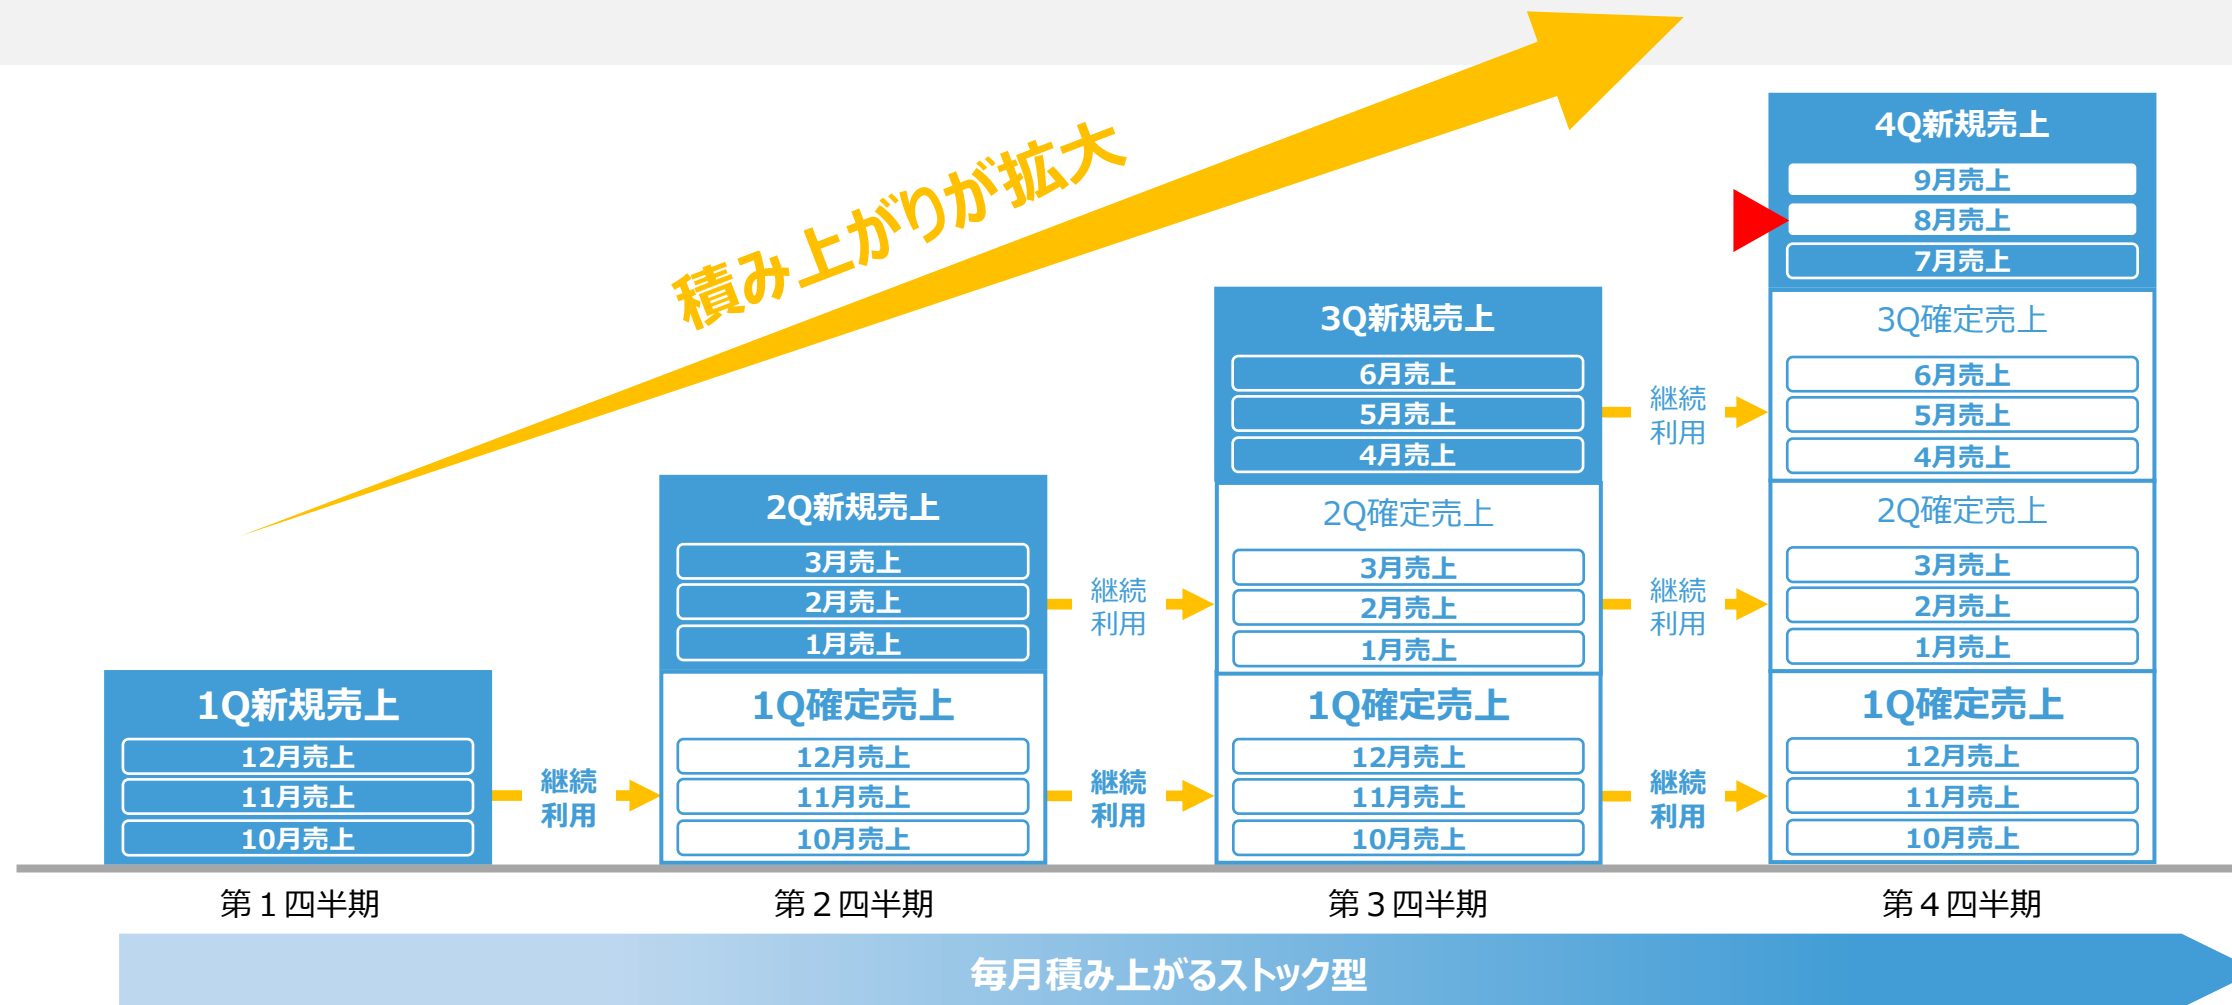 積み上がりが拡大
1Q新規売上
12月売上
11月売上
10月売上
継続
利用
2Q新規売上
3月売上
2月売上
1月売上
1Q確定売上
12月売上
11月売上
10月売上
継続
利用
継続
利用
3Q新規売上
6月売上
5月売上
4月売上
2Q確定売上
3月売上
2月売上
1月売上
1Q確定売上
12月売上
11月売上
10月売上
継続
利用
継続
利用
継続
利用
4Q新規売上
9月売上
8月売上
7月売上
3Q確定売上
6月売上
5月売上
4月売上
2Q確定売上
3月売上
2月売上
1月売上
1Q確定売上
12月売上
11月売上
10月売上
第１四半期
第２四半期
第３四半期
第４四半期
毎月積み上がるストック型